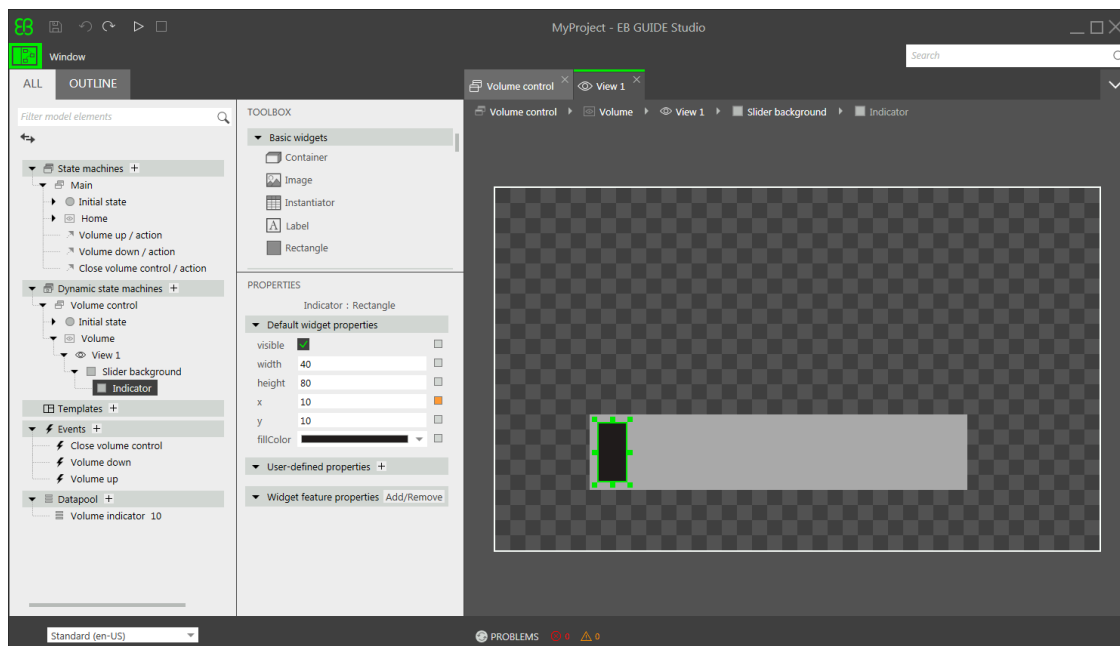 MyProject - EB GUIDE Studio
Window
Search
ALL
OUTLINE
Volume control
View 1
Filter model elements
TOOLBOX
Volume control
Volume
View 1
Slider background
Indicator
Basic widgets
Container
Image
Instantiator
Label
Rectangle
State machines
Main
Initial state
Home
Volume up / action
Volume down / action
Close volume control / action
Dynamic state machines
Volume control
Initial state
Volume
View 1
Slider background
Indicator
Templates
Events
Close volume control
Volume down
Volume up
Datapool
Volume indicator 10
PROPERTIES
Indicator : Rectangle
Default widget properties
visible
width 40
height 80
x 10
y 10
fillColor
User-defined properties
Widget feature properties Add/Remove
Standard (en-US)
PROBLEMS 0 0